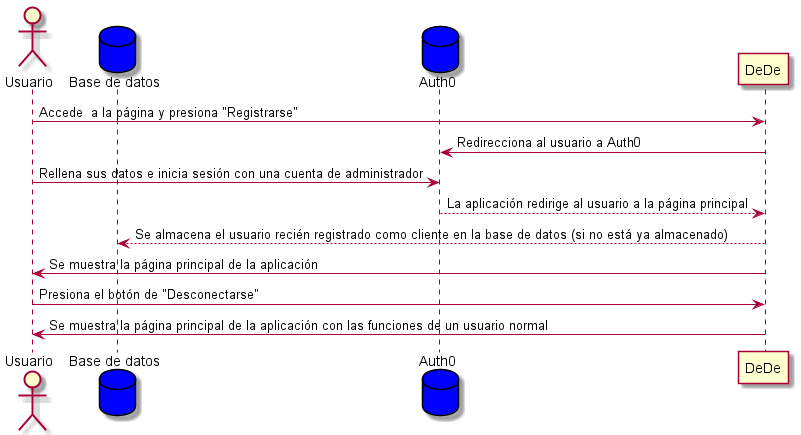 Usuario
Base de datos
Auth0
DeDe
Accede  a la página y presiona "Registrarse"
Redirecciona al usuario a Auth0
Rellena sus datos e inicia sesión con una cuenta de administrador
La aplicación redirige al usuario a la página principal
Se almacena el usuario recién registrado como cliente en la base de datos (si no está ya almacenado)
Se muestra la página principal de la aplicación
Presiona el botón de "Desconectarse"
Se muestra la página principal de la aplicación con las funciones de un usuario normal
Usuario
Base de datos
Auth0
DeDe